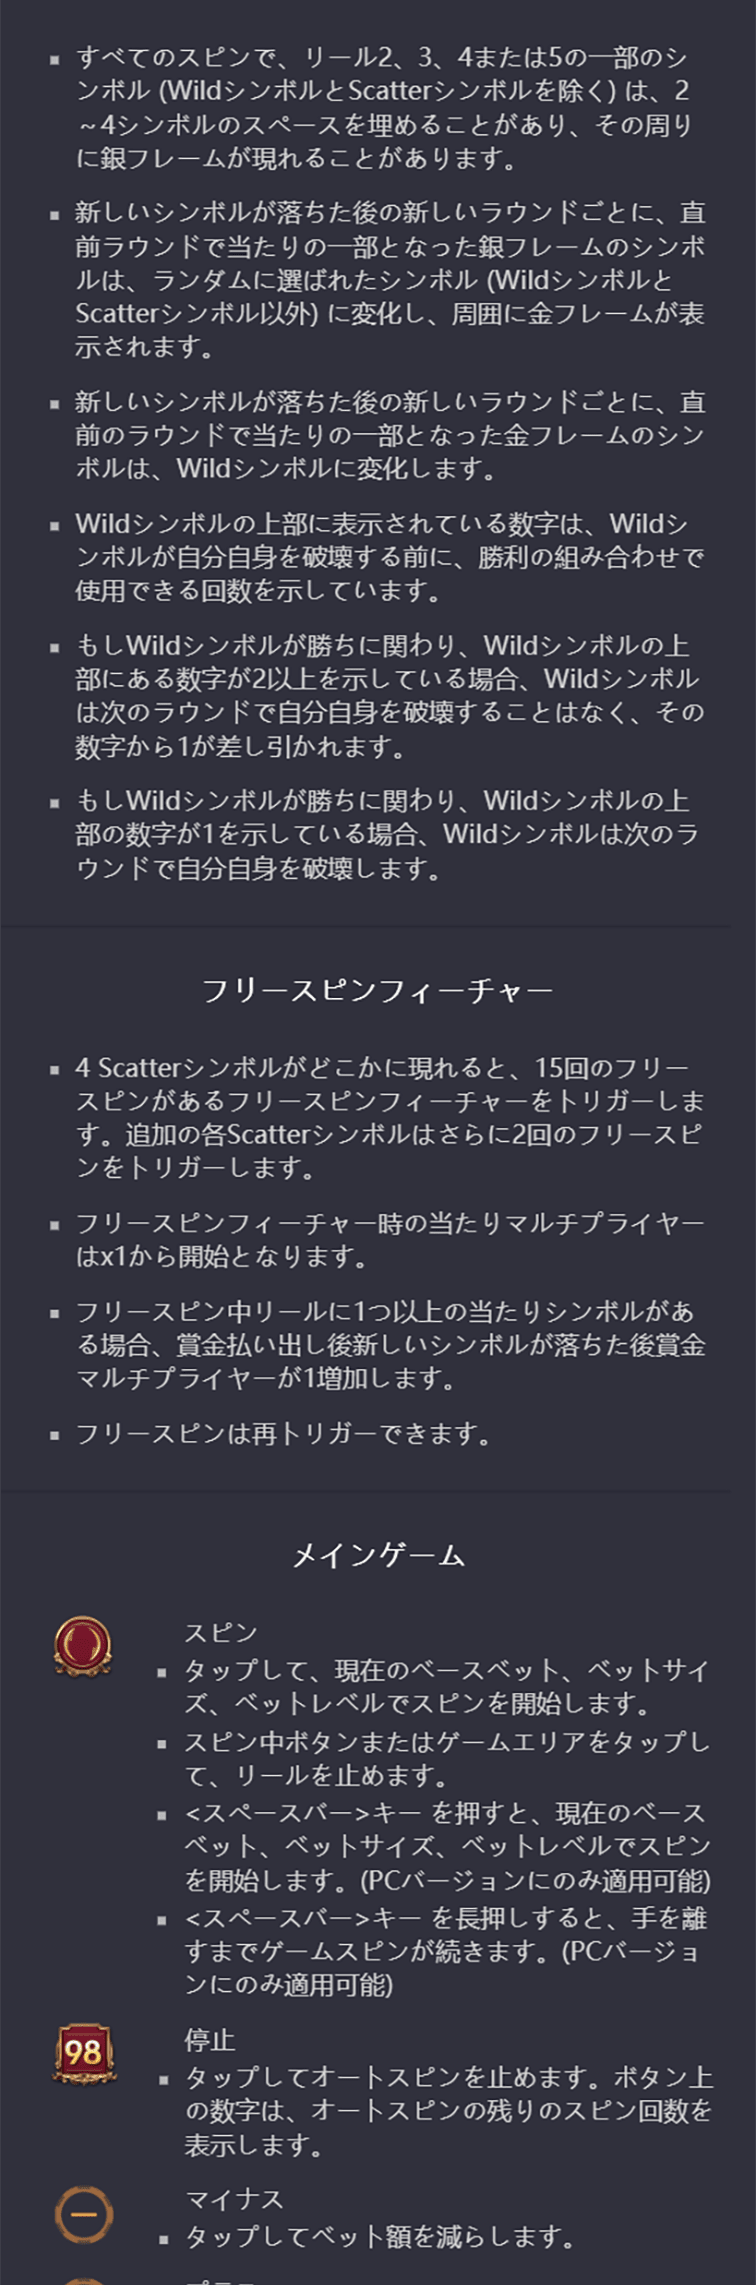 ▪ すべてのスピンで、リール2、3、4または5の一部のシ
ンボル (WildシンボルとScatterシンボルを除く) は、2
～4シンボルのスペースを埋めることがあり、その周り
に銀フレームが現れることがあります。
▪ 新しいシンボルが落ちた後の新しいラウンドごとに、直
前ラウンドで当たりの一部となった銀フレームのシンボ
ルは、ランダムに選ばれたシンボル (Wildシンボルと
Scatterシンボル以外) に変化し、周囲に金フレームが表
示されます。
▪ 新しいシンボルが落ちた後の新しいラウンドごとに、直
前のラウンドで当たりの一部となった金フレームのシン
ボルは、Wildシンボルに変化します。
▪ Wildシンボルの上部に表示されている数字は、Wildシ
ンボルが自分自身を破壊する前に、勝利の組み合わせで
使用できる回数を示しています。
▪ もしWildシンボルが勝ちに関わり、Wildシンボルの上
部にある数字が2以上を示している場合、Wildシンボル
は次のラウンドで自分自身を破壊することはなく、その
数字から1が差し引かれます。
▪ もしWildシンボルが勝ちに関わり、Wildシンボルの上
部の数字が1を示している場合、Wildシンボルは次のラ
ウンドで自分自身を破壊します。
フリースピンフィーチャー
▪ 4 Scatterシンボルがどこかに現れると、15回のフリー
スピンがあるフリースピンフィーチャーをトリガーしま
す。追加の各Scatterシンボルはさらに2回のフリースピ
ンをトリガーします。
▪ フリースピンフィーチャー時の当たりマルチプライヤー
はx1から開始となります。
▪ フリースピン中リールに1つ以上の当たりシンボルがあ
る場合、賞金払い出し後新しいシンボルが落ちた後賞金
マルチプライヤーが1増加します。
▪ フリースピンは再トリガーできます。
メインゲーム
スピン
▪ タップして、現在のベースベット、ベットサイ
ズ、ベットレベルでスピンを開始します。
▪ スピン中ボタンまたはゲームエリアをタップし
て、リールを止めます。
▪ <スペースバー>キー を押すと、現在のベース
ベット、ベットサイズ、ベットレベルでスピン
を開始します。(PCバージョンにのみ適用可能)
▪ <スペースバー>キー を長押しすると、手を離
すまでゲームスピンが続きます。(PCバージョ
ンにのみ適用可能)
98
停止
▪ タップしてオートスピンを止めます。ボタン上
の数字は、オートスピンの残りのスピン回数を
表示します。
マイナス
▪ タップしてベット額を減らします。